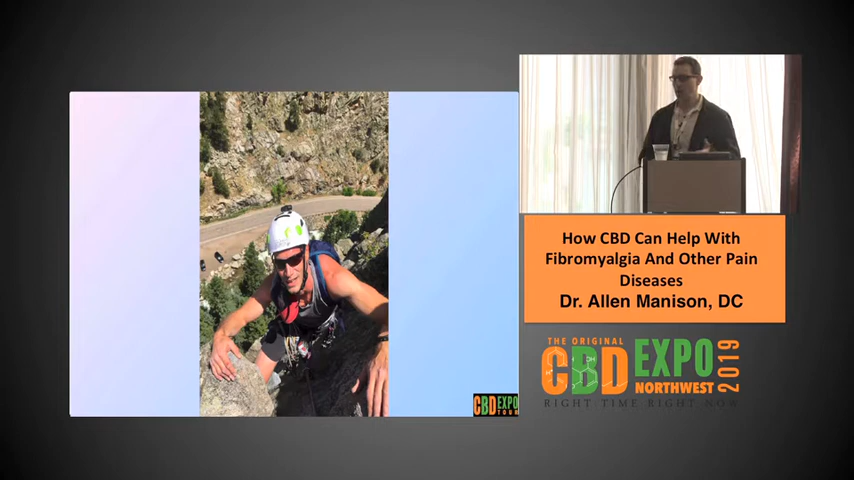 How CBD Can Help With
Fibromyalgia And Other Pain
Diseases
Dr. Allen Manison, DC
THE ORIGINAL
CBD EXPO
NORTHWEST
2019
RIGHT TIME RIGHT NOW
CBD EXPO
TOUR